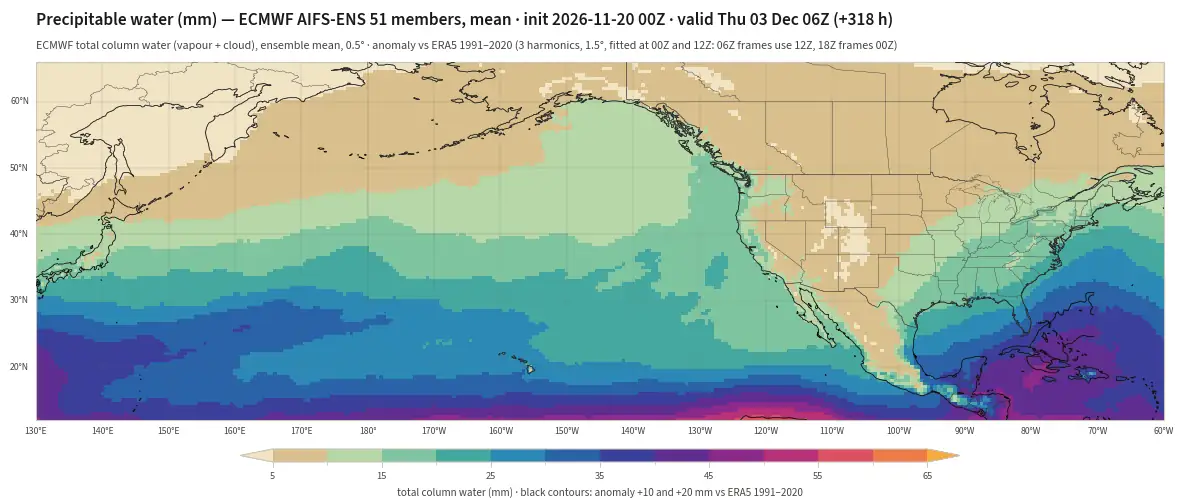 Precipitable water (mm) — ECMWF AIFS-ENS 51 members, mean · init 2026-11-20 00Z · valid Thu 03 Dec 06Z (+318 h)
ECMWF total column water (vapour + cloud), ensemble mean, 0.5° · anomaly vs ERA5 1991–2020 (3 harmonics, 1.5°, fitted at 00Z and 12Z: 06Z frames use 12Z, 18Z frames 00Z)
60°N
50°N
40°N
30°N
20°N
130°E 140°E 150°E 160°E 170°E 180° 170°W 160°W 150°W 140°W 130°W 120°W 110°W 100°W 90°W 80°W 70°W 60°W
5 15 25 35 45 55 65
total column water (mm) · black contours: anomaly +10 and +20 mm vs ERA5 1991–2020